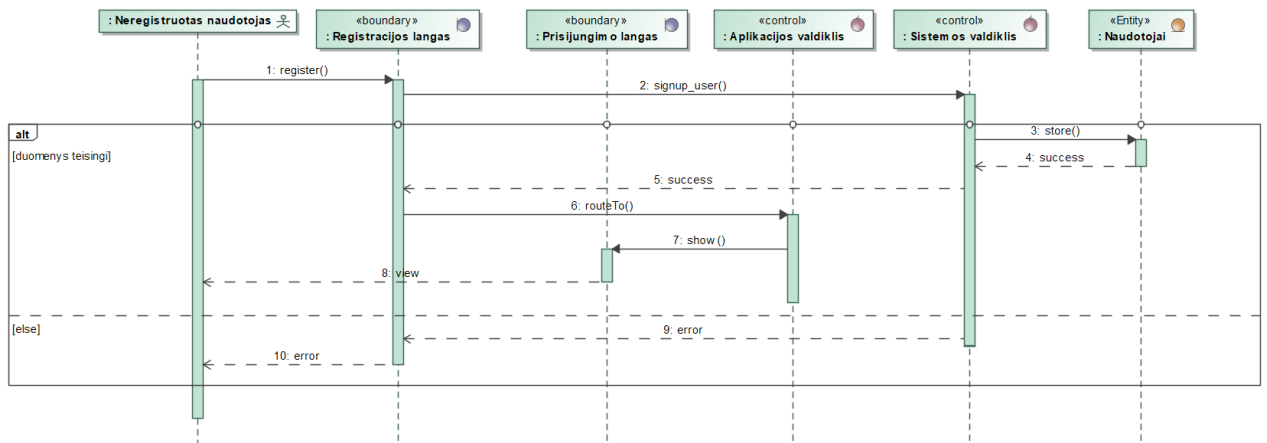 : Neregistruotas naudotojas
«boundary»
: Registracijos langas
«boundary»
: Prisijungimo langas
«control»
: Aplikacijos valdiklis
«control»
: Sistemos valdiklis
«Entity»
: Naudotojai
1: register()
2: signup_user()
alt
3: store()
[duomenys teisingi]
4: success
5: success
6: routeTo()
7: show()
8: view
[else]
9: error
10: error